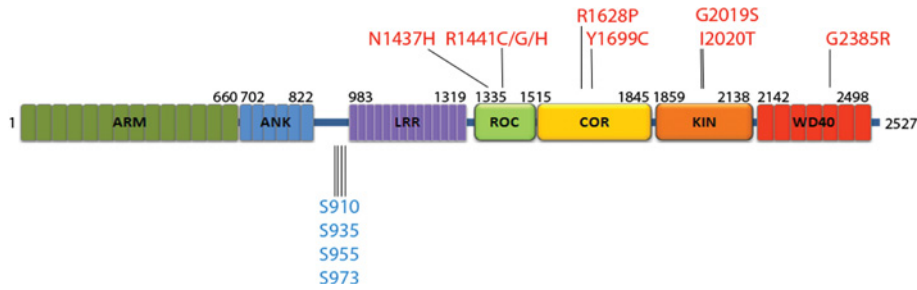 R1628P G2019S
N1437H R1441C/G/H Y1699C I2020T G2385R
660 702 822 983 1319 1335 1515 1845 1859 2138 2142 2498
1 ARM ANK LRR ROC COR KIN WD40 2527
S910
S935
S955
S973